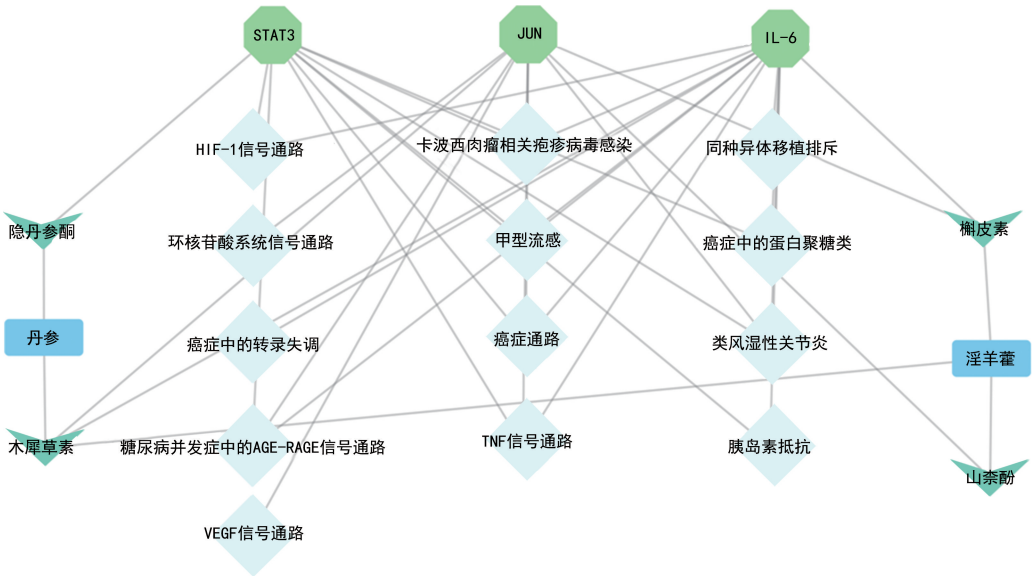 STAT3
JUN
IL-6
HIF-1信号通路
卡波西肉瘤相关疱疹病毒感染
同种异体移植排斥
隐丹参酮
环核苷酸系统信号通路
甲型流感
癌症中的蛋白聚糖类
槲皮素
丹参
癌症中的转录失调
癌症通路
类风湿性关节炎
淫羊藿
木犀草素
糖尿病并发症中的AGE-RAGE信号通路
TNF信号通路
胰岛素抵抗
山柰酚
VEGF信号通路